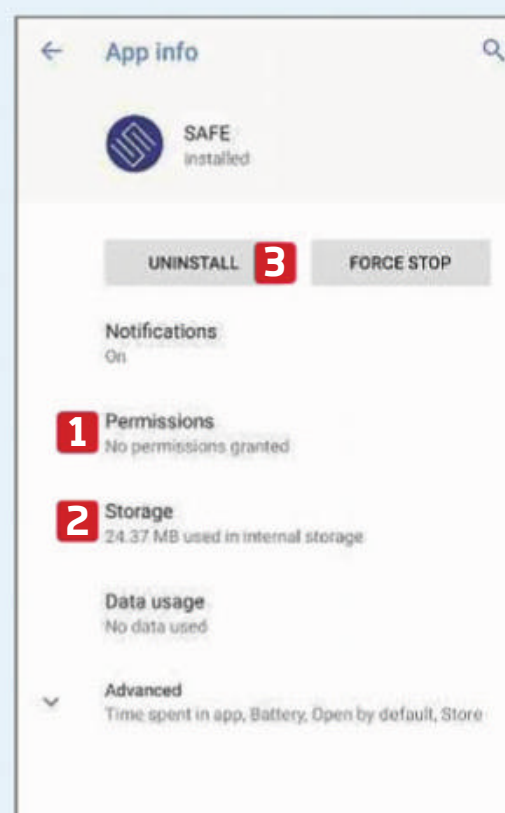 App info
SAFE
installed
UNINSTALL 3 FORCE STOP
Notifications
On
1 Permissions
No permissions granted
2 Storage
24.37 MB used in internal storage
Data usage
No data used
Advanced
Time spent in app, Battery, Open by default, Store